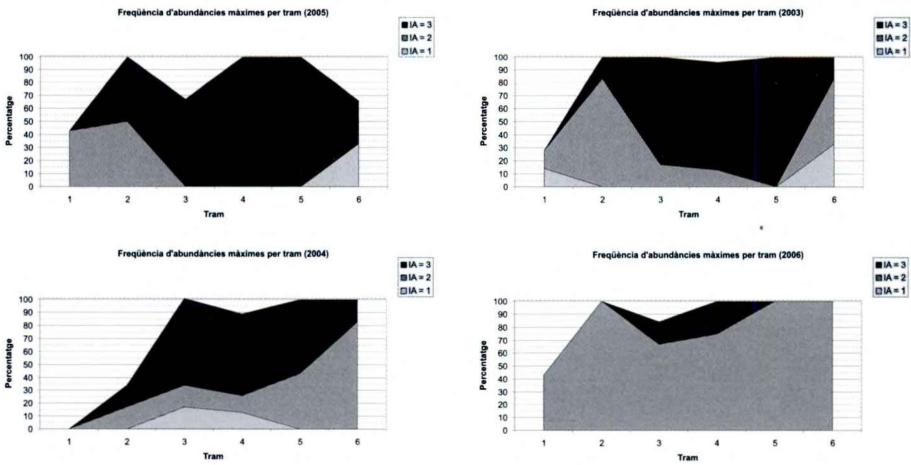 Freqüència d'abundàncies màximes per tram (2005)
IA = 3
IA = 2
IA = 1
Percentatge
100
90
80
70
60
50
40
30
20
10
0
1 2 3 4 5 6
Tram
Freqüència d'abundàncies màximes per tram (2003)
IA = 3
IA = 2
IA = 1
Percentatge
100
90
80
70
60
50
40
30
20
10
0
1 2 3 4 5 6
Tram
Freqüència d'abundàncies màximes per tram (2004)
IA = 3
IA = 2
IA = 1
Percentatge
100
90
80
70
60
50
40
30
20
10
0
1 2 3 4 5 6
Tram
Freqüència d'abundàncies màximes per tram (2006)
IA = 3
IA = 2
IA = 1
Percentatge
100
90
80
70
60
50
40
30
20
10
0
1 2 3 4 5 6
Tram